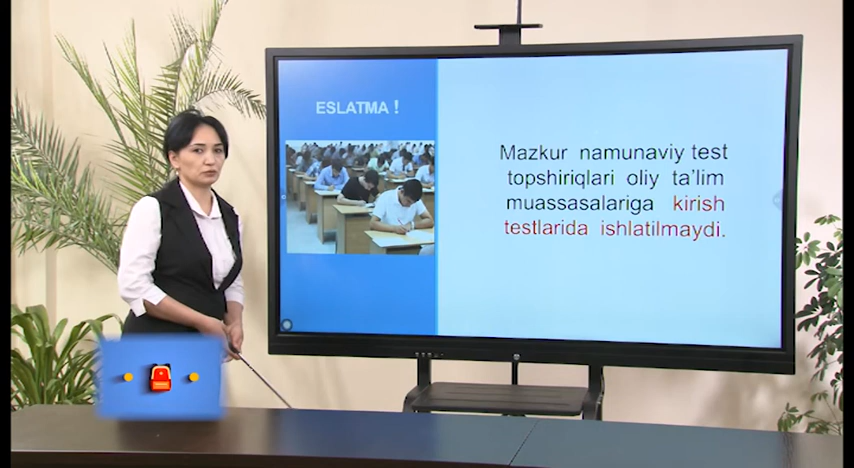 ESLATMA !
Mazkur namunaviy test
topshiriqlari oliy ta'lim
muassasalariga kirish
testlarida ishlatilmaydi.